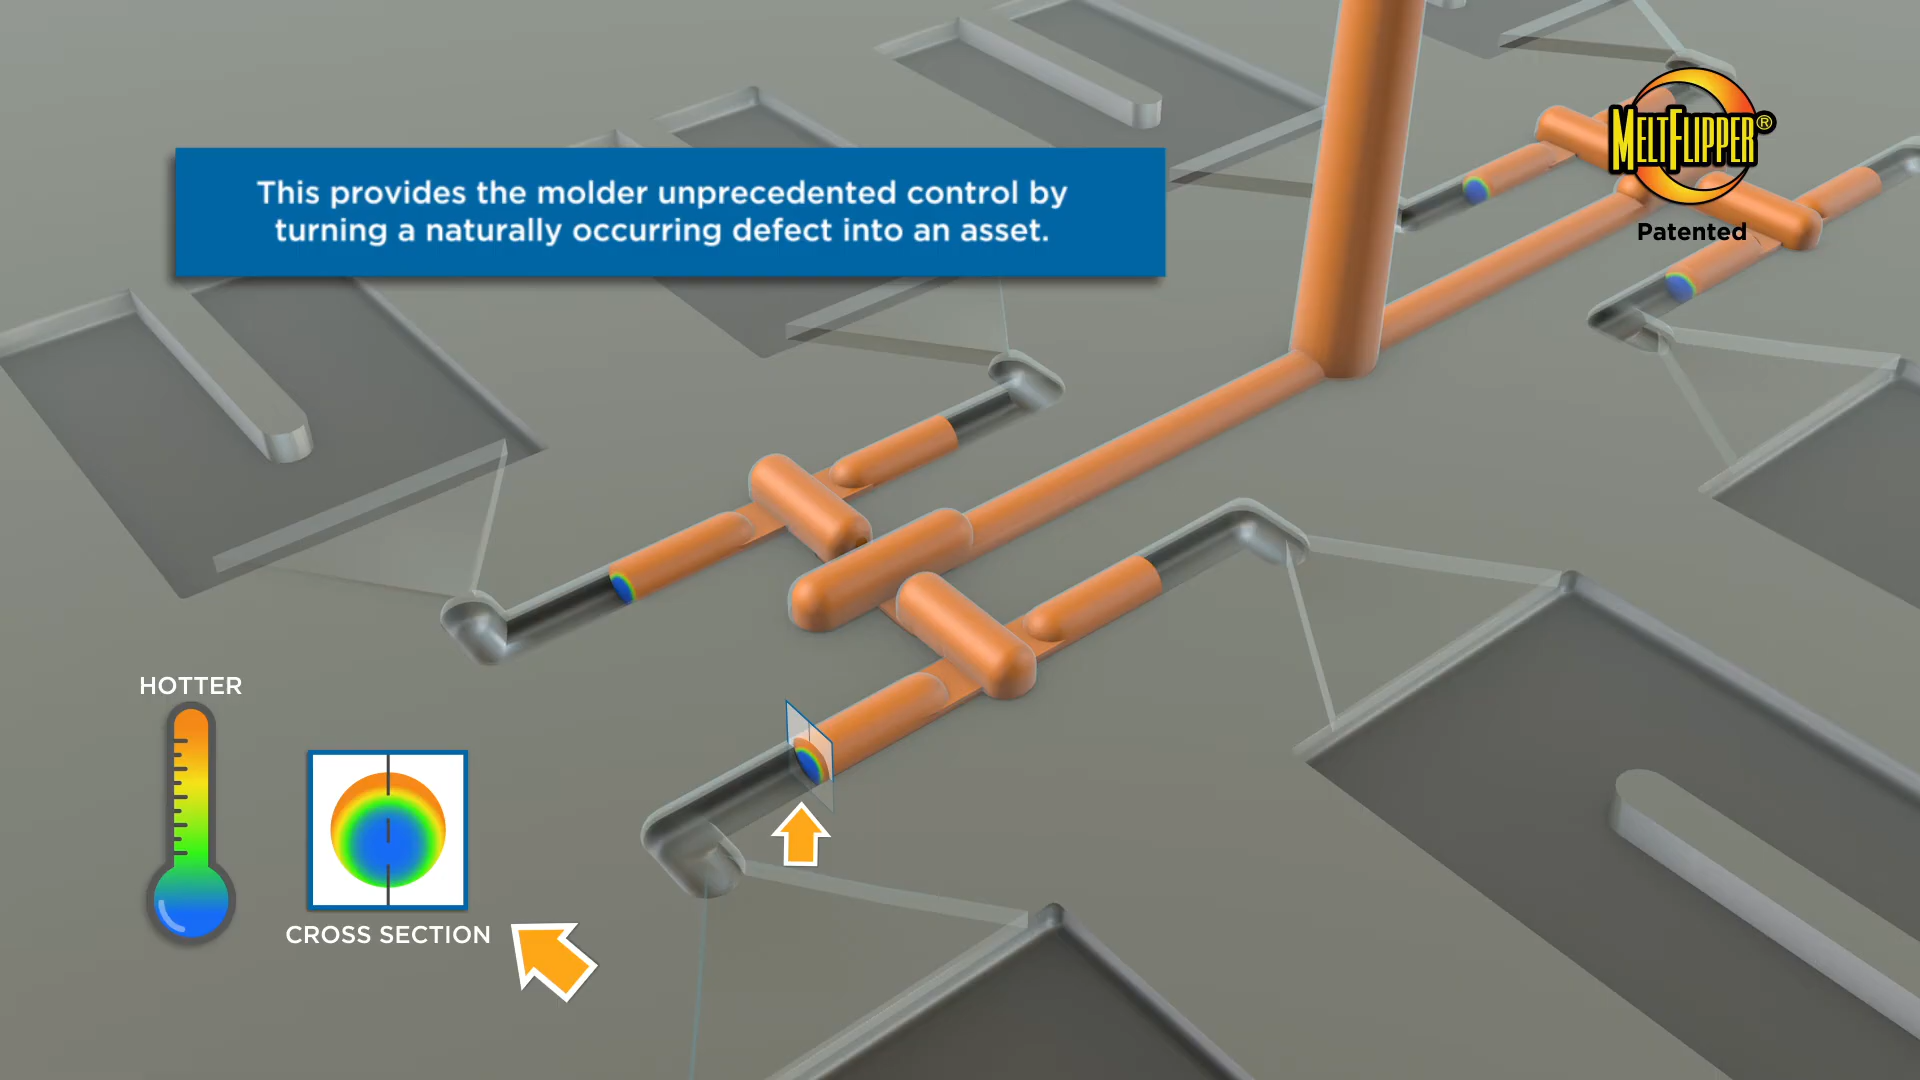 This provides the molder unprecedented control by
turning a naturally occurring defect into an asset.
MELTFLIPPER®
Patented
HOTTER
CROSS SECTION